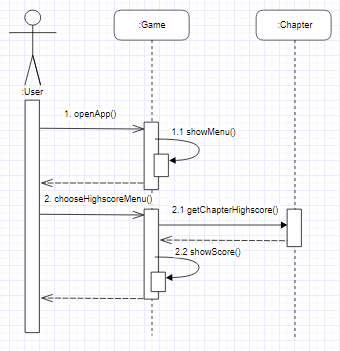 :Game
:Chapter
:User
1. openApp()
1.1 showMenu()
2. chooseHighscoreMenu()
2.1 getChapterHighscore()
2.2 showScore()